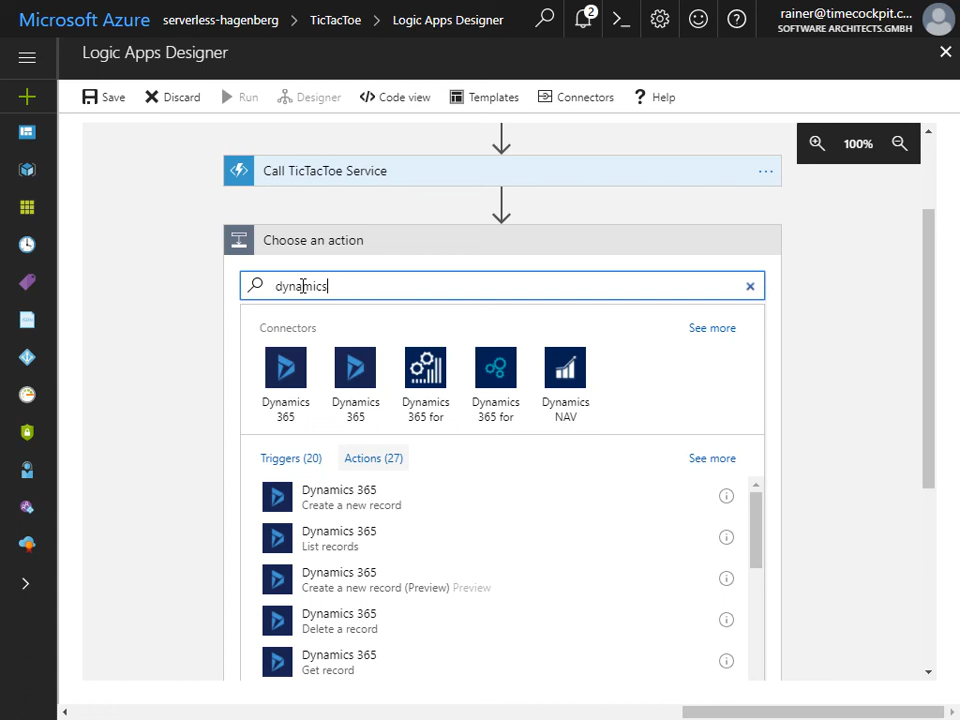 Microsoft Azure serverless-hagenberg > TicTacToe > Logic Apps Designer 2 rainer@timecockpit.c...
SOFTWARE ARCHITECTS.GMBH
Logic Apps Designer
Save Discard Run Designer </> Code view Templates Connectors ? Help
100%
Call TicTacToe Service ...
Choose an action
dynamics
Connectors See more
Dynamics 365
Dynamics 365
Dynamics 365 for
Dynamics 365 for
Dynamics NAV
Triggers (20) Actions (27) See more
Dynamics 365
Create a new record
Dynamics 365
List records
Dynamics 365
Create a new record (Preview) Preview
Dynamics 365
Delete a record
Dynamics 365
Get record